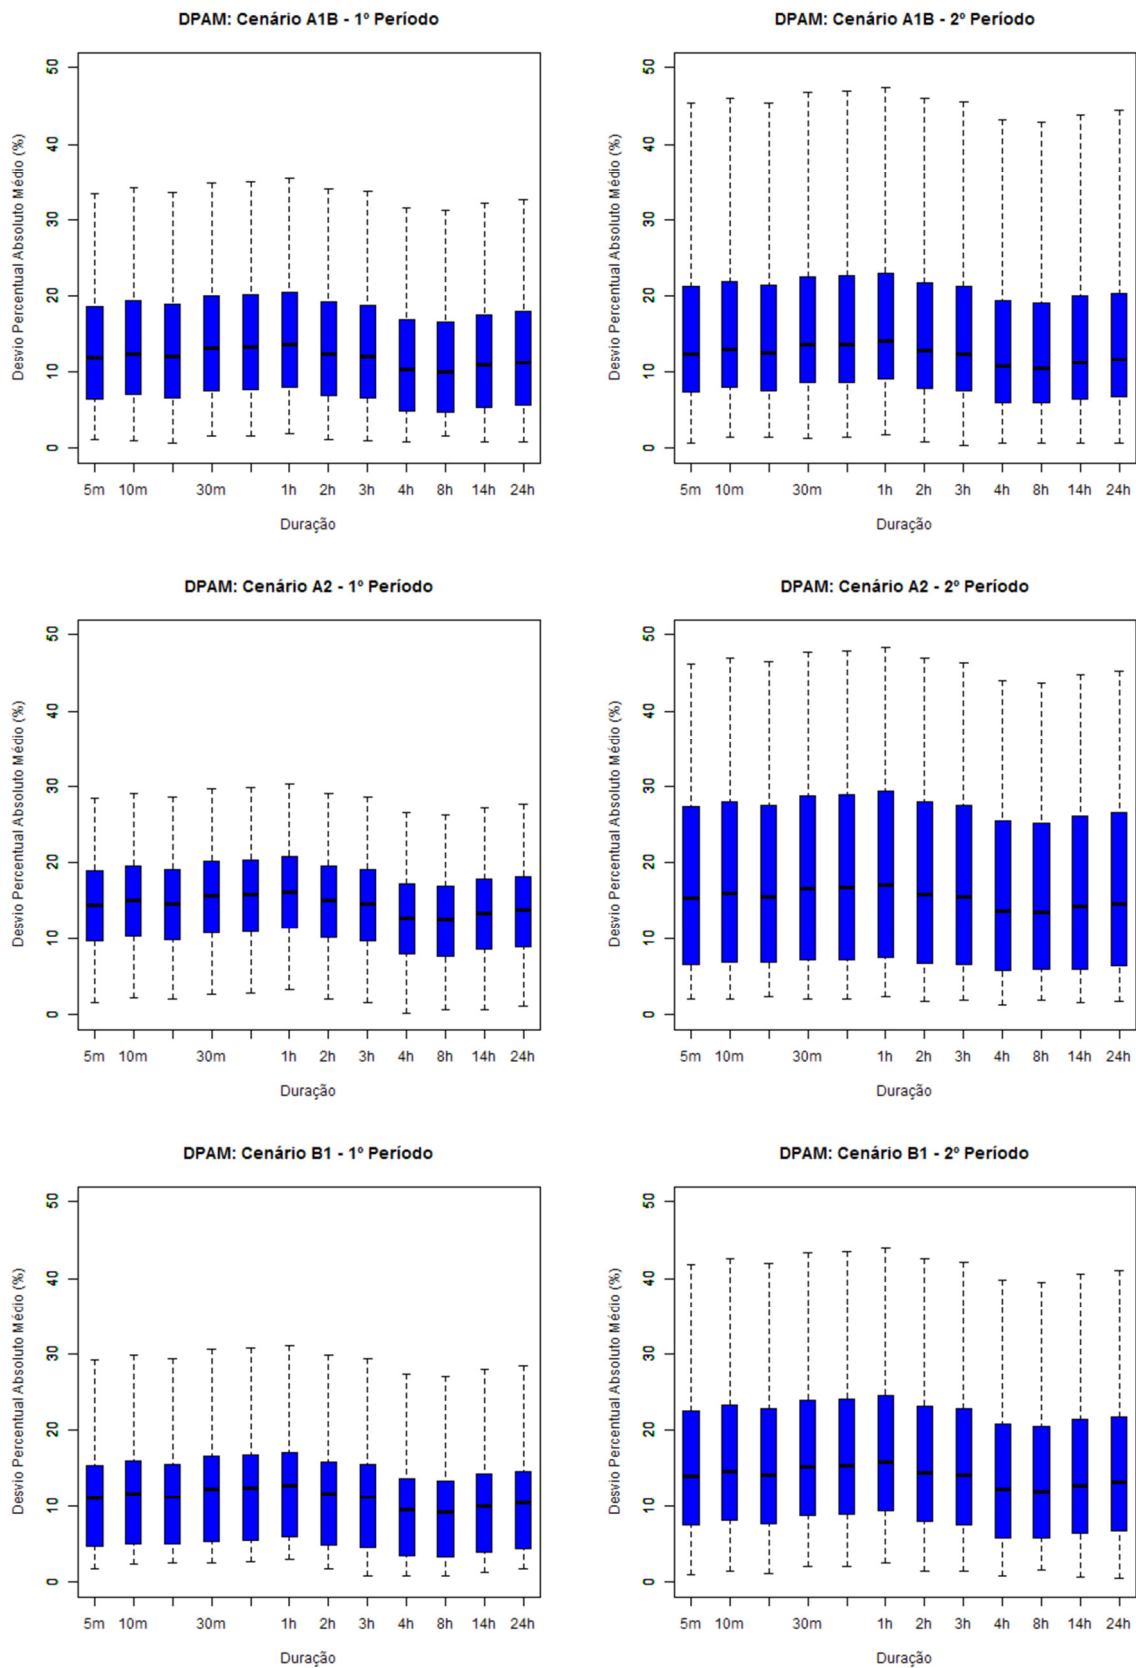 DPAM: Cenário A1B - 1º Período
Desvio Percentual Absoluto Médio (%)
50
40
30
20
10
0
5m 10m 30m 1h 2h 3h 4h 8h 14h 24h
Duração
DPAM: Cenário A1B - 2º Período
Desvio Percentual Absoluto Médio (%)
50
40
30
20
10
0
5m 10m 30m 1h 2h 3h 4h 8h 14h 24h
Duração
DPAM: Cenário A2 - 1º Período
Desvio Percentual Absoluto Médio (%)
50
40
30
20
10
0
5m 10m 30m 1h 2h 3h 4h 8h 14h 24h
Duração
DPAM: Cenário A2 - 2º Período
Desvio Percentual Absoluto Médio (%)
50
40
30
20
10
0
5m 10m 30m 1h 2h 3h 4h 8h 14h 24h
Duração
DPAM: Cenário B1 - 1º Período
Desvio Percentual Absoluto Médio (%)
50
40
30
20
10
0
5m 10m 30m 1h 2h 3h 4h 8h 14h 24h
Duração
DPAM: Cenário B1 - 2º Período
Desvio Percentual Absoluto Médio (%)
50
40
30
20
10
0
5m 10m 30m 1h 2h 3h 4h 8h 14h 24h
Duração